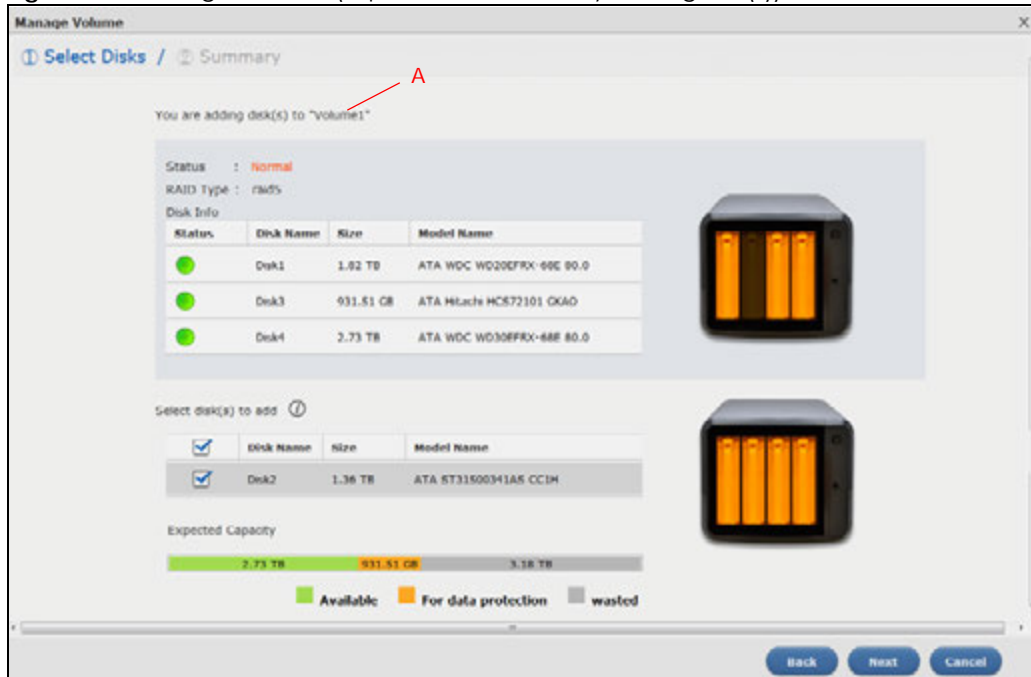 Manage Volume X
① Select Disks / ② Summary
A
You are adding disk(s) to "Volume1"
Status : Normal
RAID Type : raid5
Disk Info
Status Disk Name Size Model Name
Disk1 1.82 TB ATA WDC WD20EFRX-68E 80.0
Disk3 931.51 GB ATA Hitachi HCS72101 GKAO
Disk4 2.73 TB ATA WDC WD30EFRX-68E 80.0
Select disk(s) to add
Disk Name Size Model Name
Disk2 1.36 TB ATA ST31500341AS CC1H
Expected Capacity
2.73 TB 931.51 GB 3.18 TB
Available For data protection wasted
Back Next Cancel